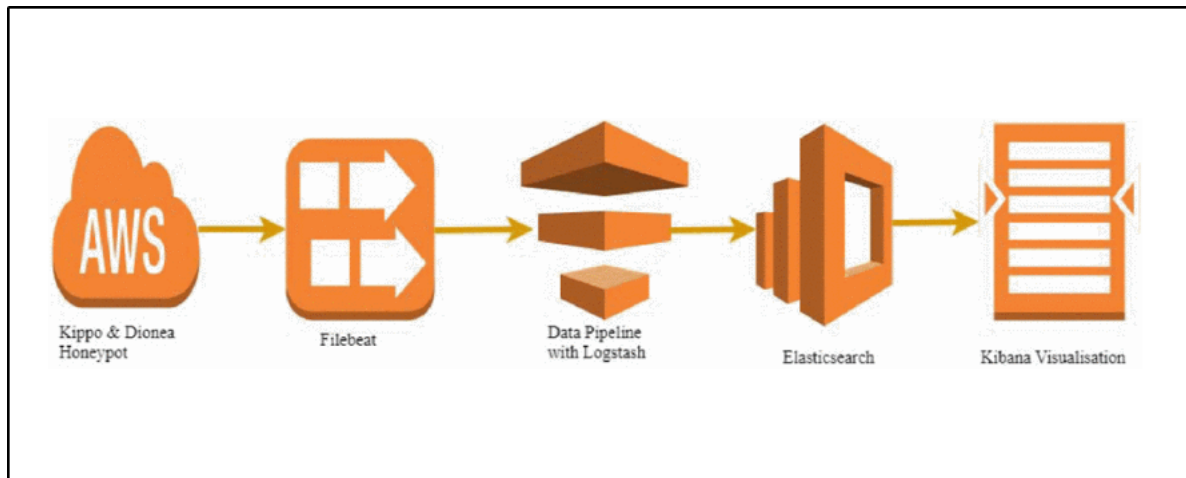 AWS
Kippo & Dionea
Honeypot
Filebeat
Data Pipeline
with Logstash
Elasticsearch
Kibana Visualisation